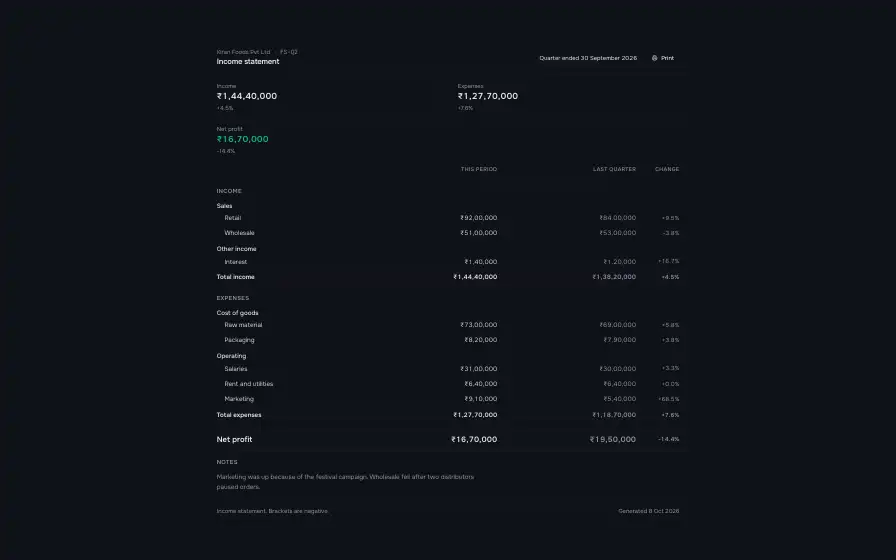 Kiran Foods Pvt Ltd · FS-Q2
Income statement
Quarter ended 30 September 2026
Print
Income
₹1,44,40,000
+4.5%
Expenses
₹1,27,70,000
+7.6%
Net profit
₹16,70,000
-14.4%
THIS PERIOD LAST QUARTER CHANGE
INCOME
Sales
Retail ₹92,00,000 ₹84,00,000 +9.5%
Wholesale ₹51,00,000 ₹53,00,000 -3.8%
Other income
Interest ₹1,40,000 ₹1,20,000 +16.7%
Total income ₹1,44,40,000 ₹1,38,20,000 +4.5%
EXPENSES
Cost of goods
Raw material ₹73,00,000 ₹69,00,000 +5.8%
Packaging ₹8,20,000 ₹7,90,000 +3.8%
Operating
Salaries ₹31,00,000 ₹30,00,000 +3.3%
Rent and utilities ₹6,40,000 ₹6,40,000 +0.0%
Marketing ₹9,10,000 ₹5,40,000 +68.5%
Total expenses ₹1,27,70,000 ₹1,18,70,000 +7.6%
Net profit ₹16,70,000 ₹19,50,000 -14.4%
NOTES
Marketing was up because of the festival campaign. Wholesale fell after two distributors
paused orders.
Income statement. Brackets are negative.
Generated 8 Oct 2026